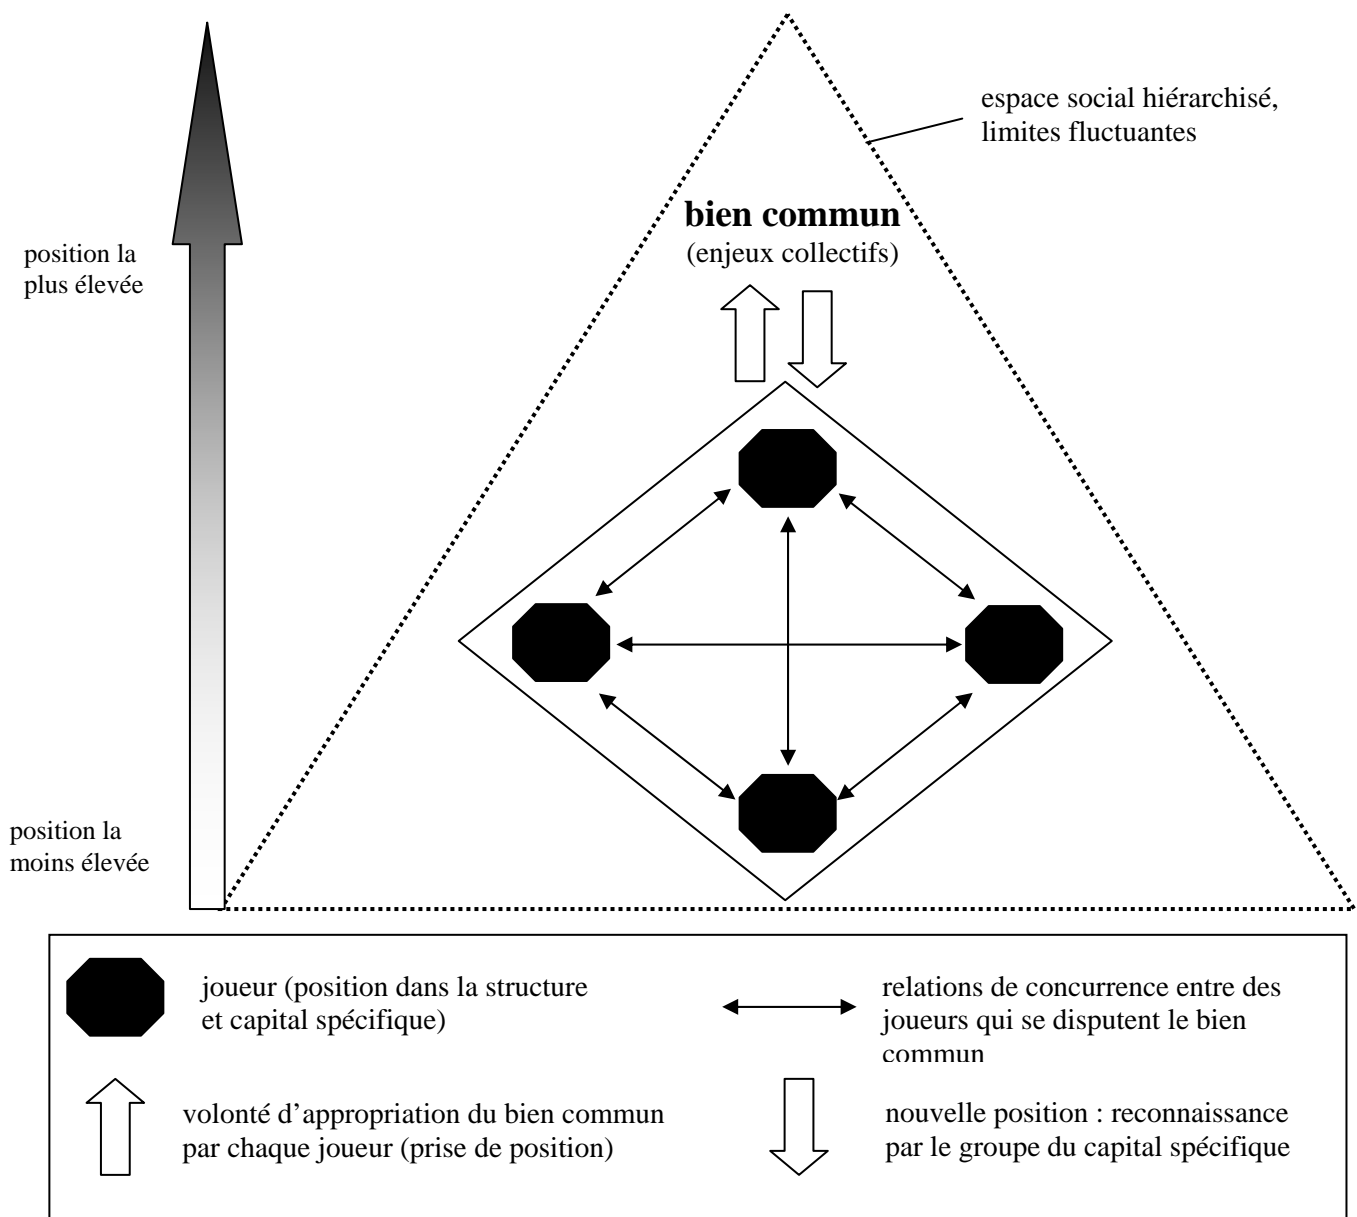 espace social hiérarchisé,
limites fluctuantes
bien commun
(enjeux collectifs)
position la
plus élevée
position la
moins élevée
joueur (position dans la structure
et capital spécifique)
relations de concurrence entre des
joueurs qui se disputent le bien
commun
volonté d’appropriation du bien commun
par chaque joueur (prise de position)
nouvelle position : reconnaissance
par le groupe du capital spécifique